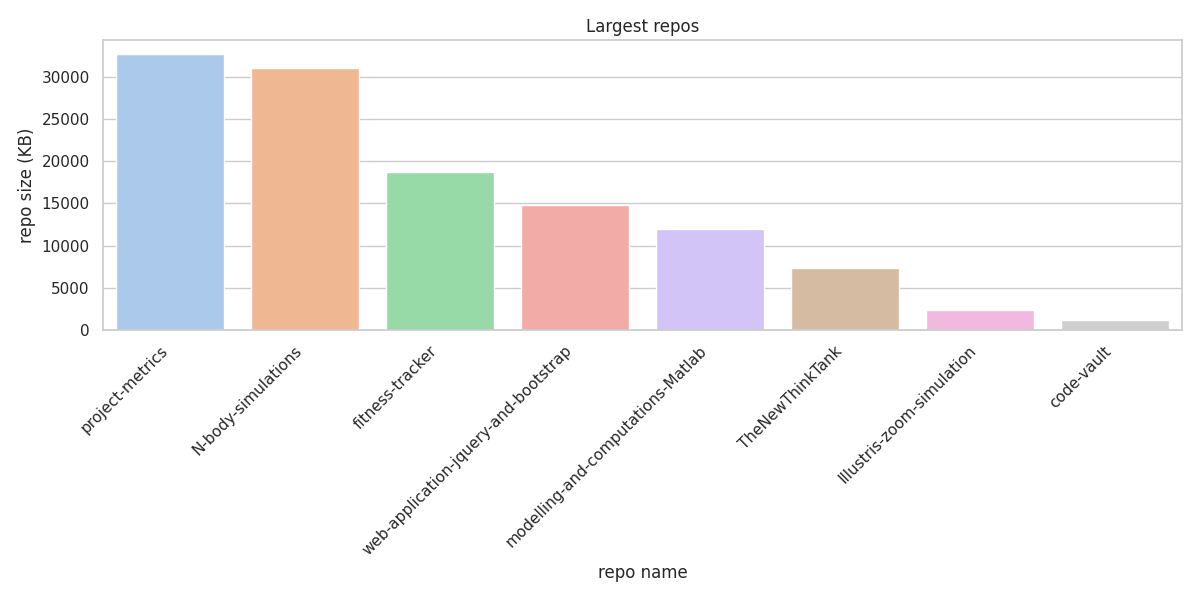 Largest repos
repo size (KB)
30000
25000
20000
15000
10000
5000
0
project-metrics
N-body-simulations
fitness-tracker
web-application-jquery-and-bootstrap
modelling-and-computations-Matlab
TheNewThinkTank
Illustris-zoom-simulation
code-vault
repo name